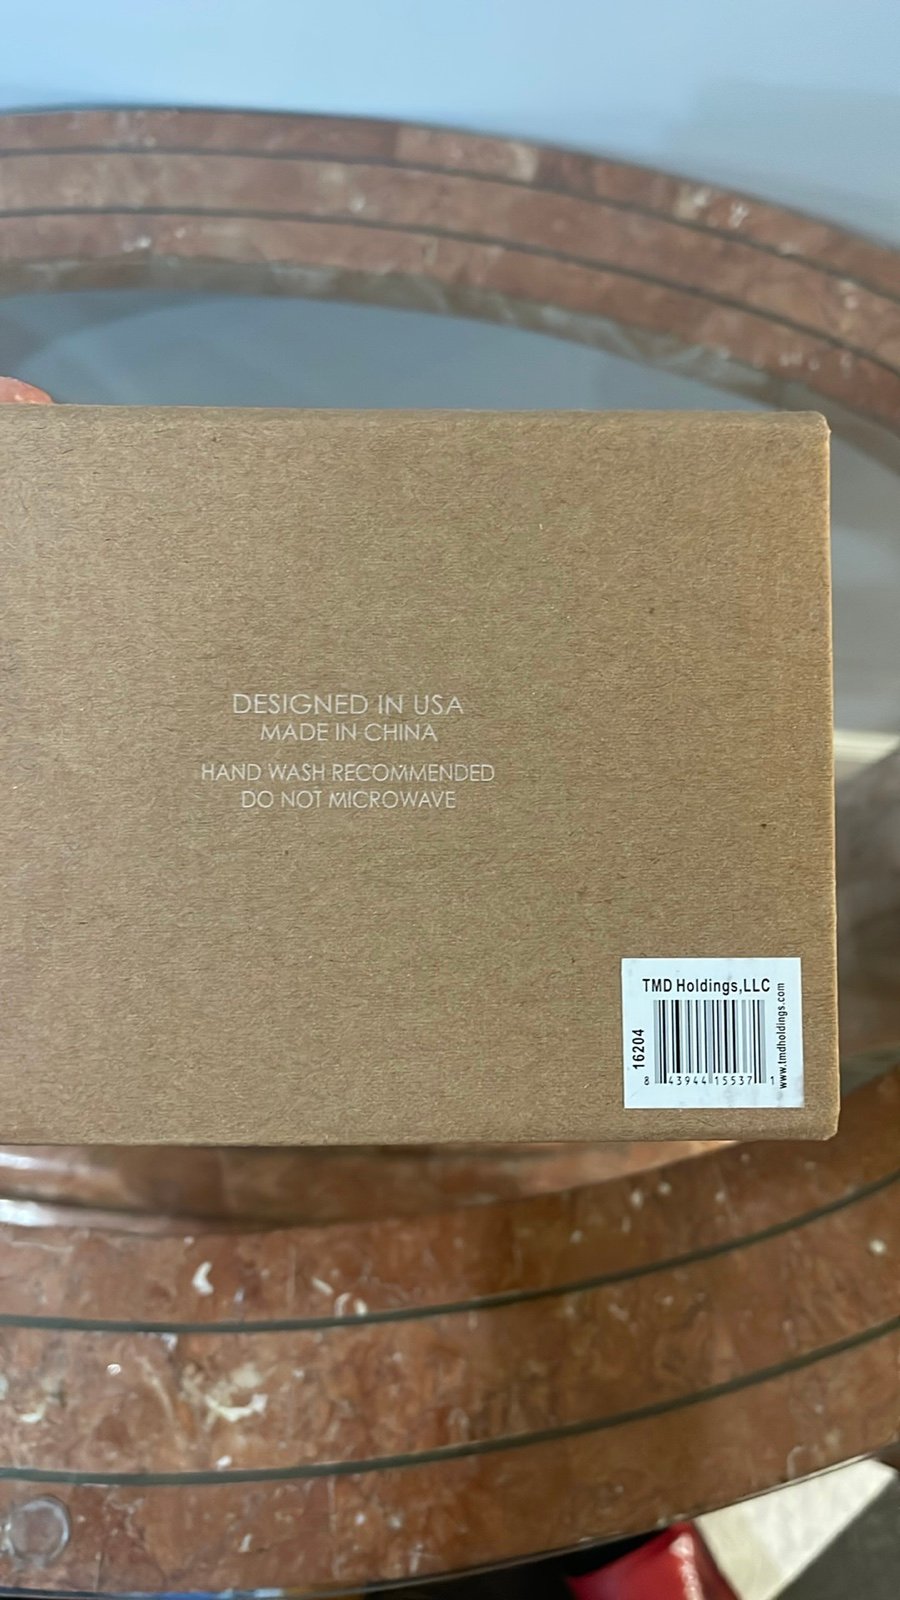 DESIGNED IN USA
MADE IN CHINA
HAND WASH RECOMMENDED
DO NOT MICROWAVE
TMD Holdings,LLC
16204
8 43944 15537 1
www.tmdholdings.com